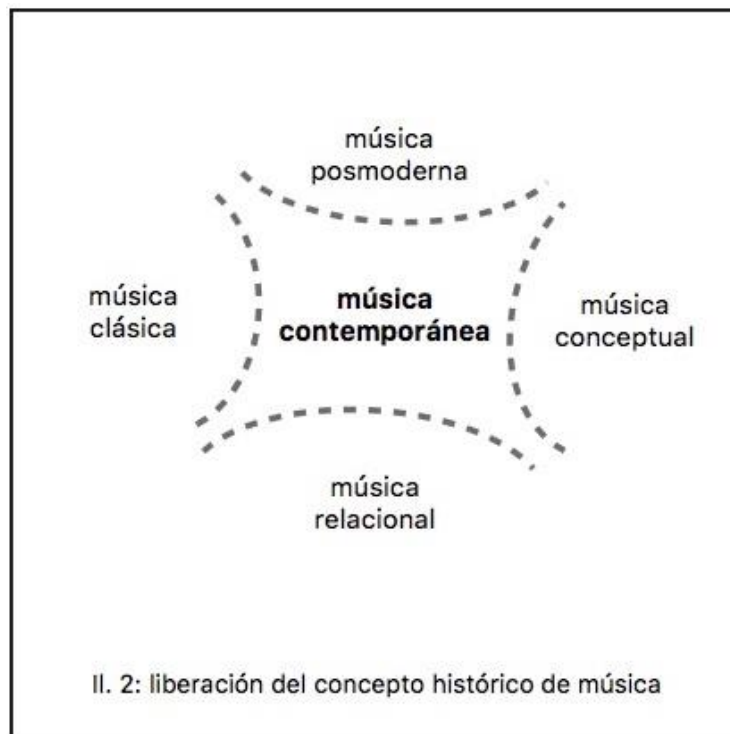 música
posmoderna
música
clásica
música
contemporánea
música
conceptual
música
relacional
Il. 2: liberación del concepto histórico de música